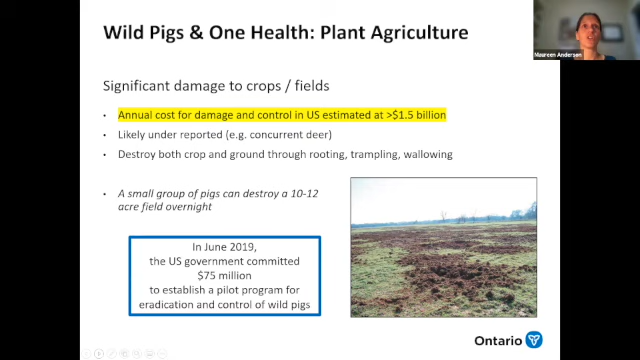 Wild Pigs & One Health: Plant Agriculture
Maureen Anderson
Significant damage to crops / fields
• Annual cost for damage and control in US estimated at >$1.5 billion
• Likely under reported (e.g. concurrent deer)
• Destroy both crop and ground through rooting, trampling, wallowing
• A small group of pigs can destroy a 10-12
acre field overnight
In June 2019,
the US government committed
$75 million
to establish a pilot program for
eradication and control of wild pigs
Ontario